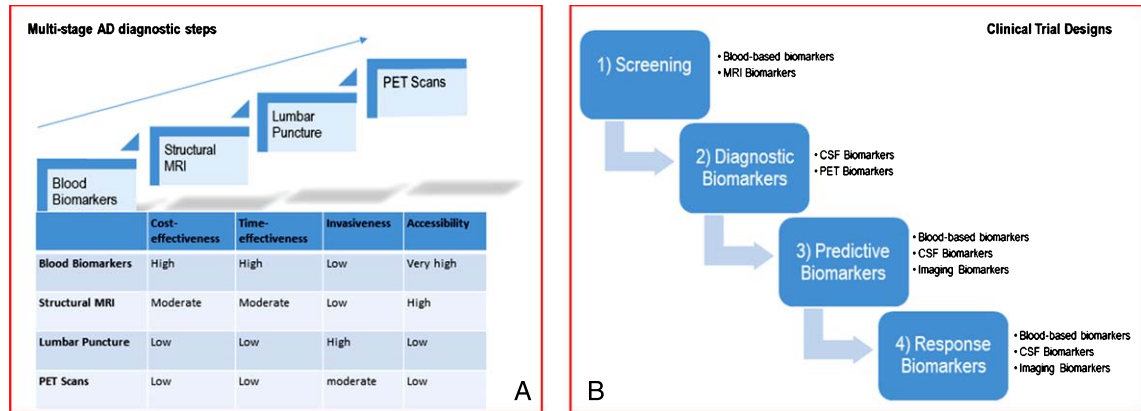 Multi-stage AD diagnostic steps
PET Scans
Lumbar
Puncture
Structural
MRI
Blood
Biomarkers
Cost-
effectiveness
Time-
effectiveness
Invasiveness
Accessibility
Blood Biomarkers High High Low Very high
Structural MRI Moderate Moderate Low High
Lumbar Puncture Low Low High Low
PET Scans Low Low moderate Low
A
Clinical Trial Designs
1) Screening
• Blood-based biomarkers
• MRI Biomarkers
2) Diagnostic
Biomarkers
• CSF Biomarkers
• PET Biomarkers
3) Predictive
Biomarkers
• Blood-based biomarkers
• CSF Biomarkers
• Imaging Biomarkers
4) Response
Biomarkers
• Blood-based biomarkers
• CSF Biomarkers
• Imaging Biomarkers
B